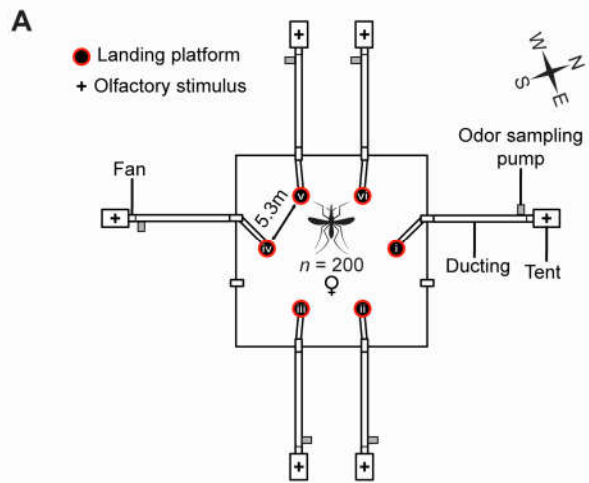 A
Landing platform
+ Olfactory stimulus
W N
S E
Odor sampling
pump
Fan
+ +
v vi
5.3m
+ +
iv i
n = 200
♀
Ducting
Tent
iii ii
+ +